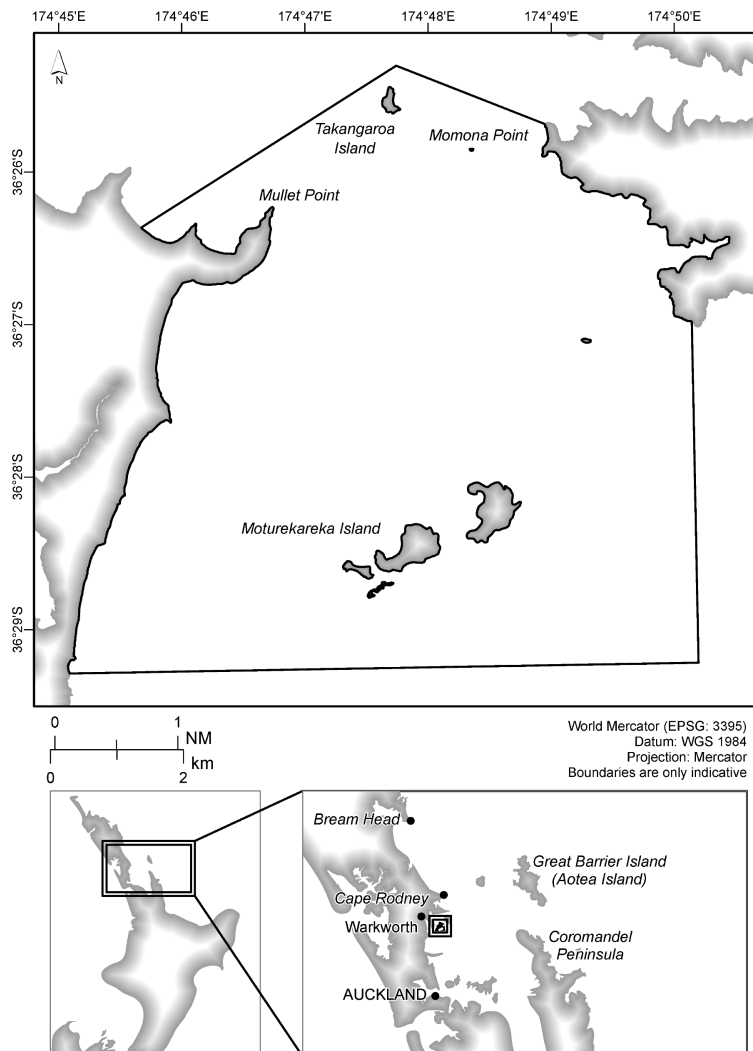 174°45'E
174°46'E
174°47'E
174°48'E
174°49'E
174°50'E
N
Takangaroa
Island
Momona Point
36°26'S
Mullet Point
36°27'S
36°28'S
Moturekareka Island
36°29'S
0
1
NM
km
0
2
World Mercator (EPSG: 3395)
Datum: WGS 1984
Projection: Mercator
Boundaries are only indicative
Bream Head
Great Barrier Island
(Aotea Island)
Cape Rodney
Warkworth
Coromandel
Peninsula
AUCKLAND